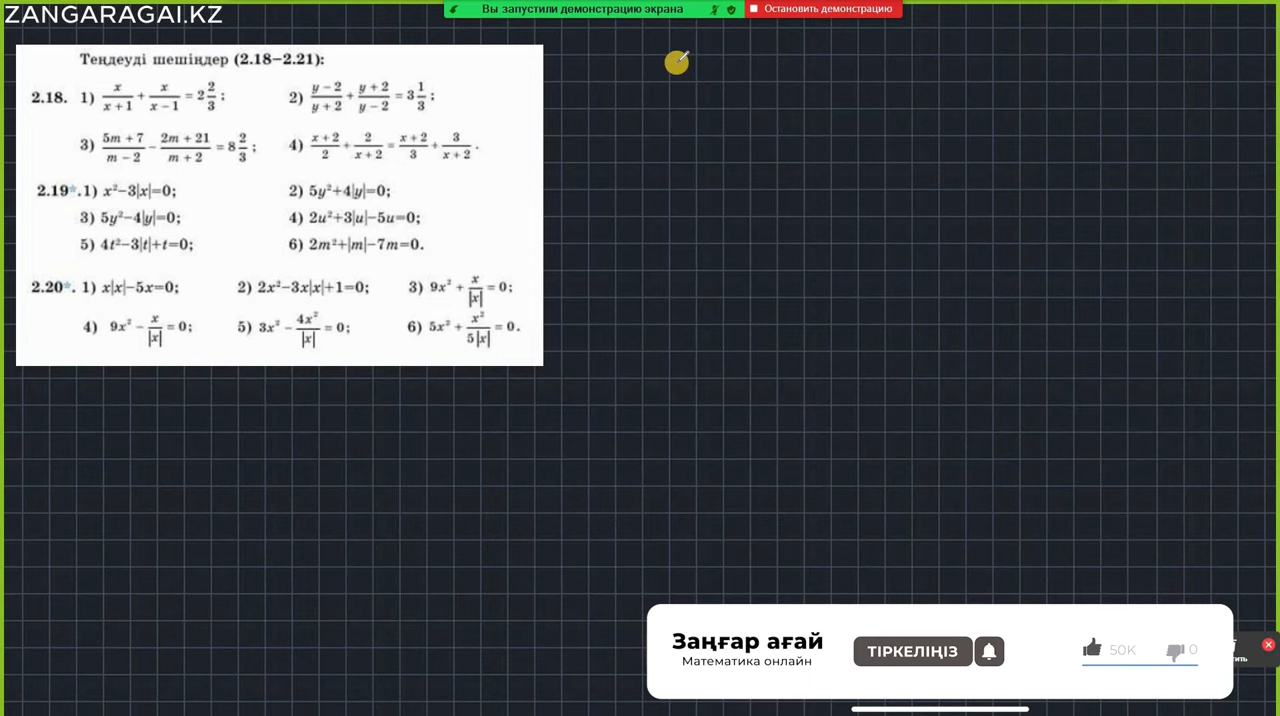 ZANGARAGAI.KZ
Вы запустили демонстрацию экрана
Остановить демонстрацию
Теңдеуді шешіңдер (2.18−2.21):
2.18. 1) x/(x+1) + x/(x−1) = 2 2/3; 2) (y−2)/(y+2) + (y+2)/(y−2) = 3 1/3;
3) (5m+7)/(m−2) − (2m+21)/(m+2) = 8 2/3; 4) (x+2)/2 + 2/(x+2) = (x+2)/3 + 3/(x+2).
2.19*. 1) x²−3|x|=0; 2) 5y²+4|y|=0;
3) 5y²−4|y|=0; 4) 2u²+3|u|−5u=0;
5) 4t²−3|t|+t=0; 6) 2m²+|m|−7m=0.
2.20*. 1) x|x|−5x=0; 2) 2x²−3x|x|+1=0; 3) 9x² + x/|x| = 0;
4) 9x² − x/|x| = 0; 5) 3x² − 4x²/|x| = 0; 6) 5x² + x²/(5|x|) = 0.
Заңғар ағай
Математика онлайн
ТІРКЕЛІҢІЗ
50K
0